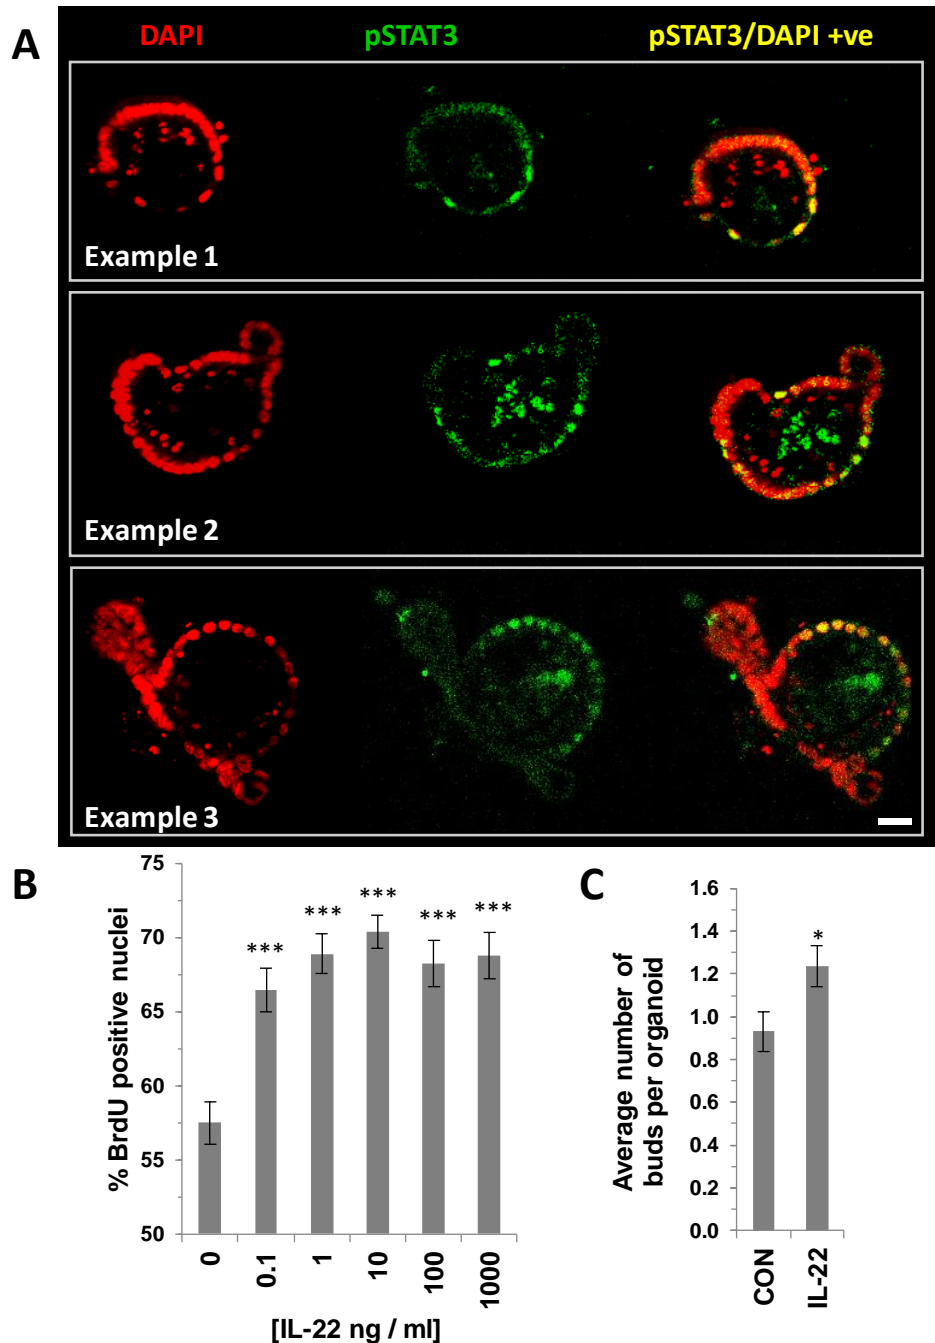 A
DAPI pSTAT3 pSTAT3/DAPI +ve
Example 1
Example 2
Example 3
B
% BrdU positive nuclei
75
70
65
60
55
50
***
***
***
***
***
0 0.1 1 10 100 1000
[IL-22 ng / ml]
C
Average number of
buds per organoid
1.6
1.4
1.2
1.0
0.8
0.6
0.4
0.2
0.0
*
CON IL-22